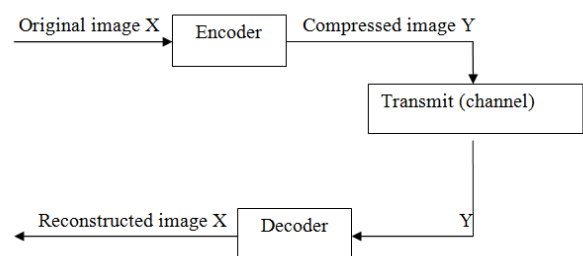 Original image X
Encoder
Compressed image Y
Transmit (channel)
Reconstructed image X
Decoder
Y